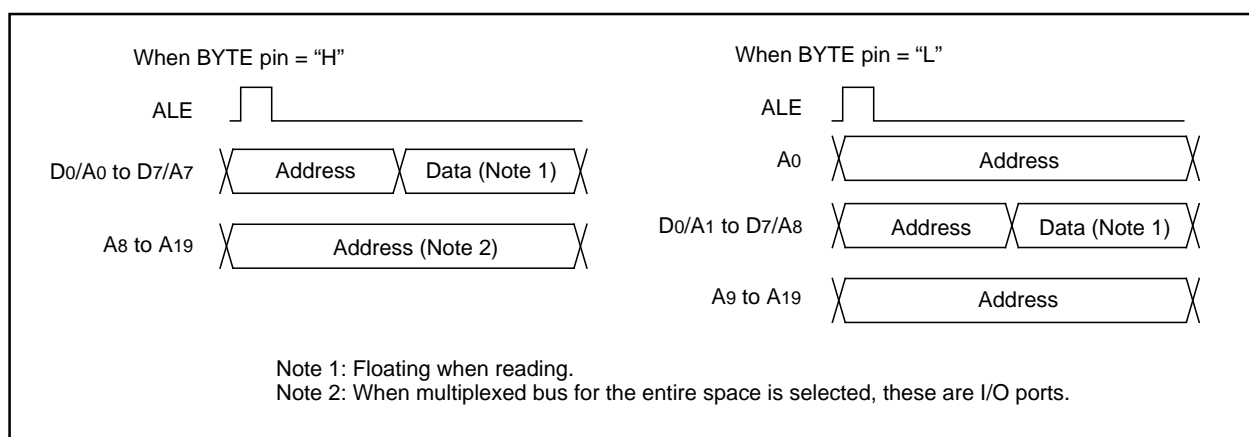 When BYTE pin = “H”
ALE
D0/A0 to D7/A7
Address
Data (Note 1)
A8 to A19
Address (Note 2)
When BYTE pin = “L”
ALE
A0
Address
D0/A1 to D7/A8
Address
Data (Note 1)
A9 to A19
Address
Note 1: Floating when reading.
Note 2: When multiplexed bus for the entire space is selected, these are I/O ports.